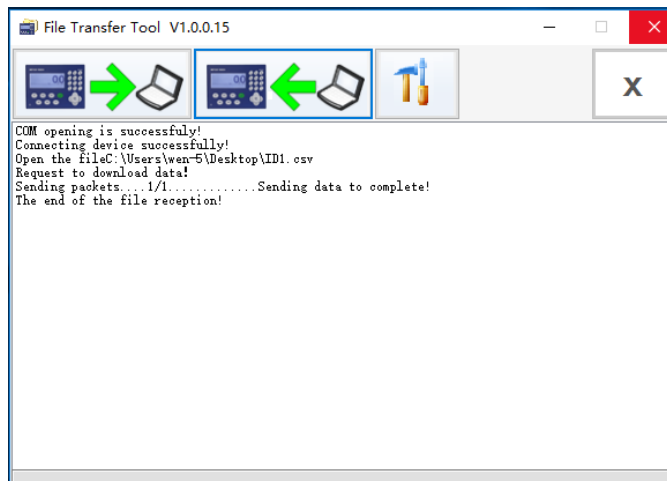 File Transfer Tool V1.0.0.15
X
COM opening is successfuly!
Connecting device successfully!
Open the fileC:\Users\wen-5\Desktop\ID1.csv
Request to download data!
Sending packets....1/1.............Sending data to complete!
The end of the file reception!